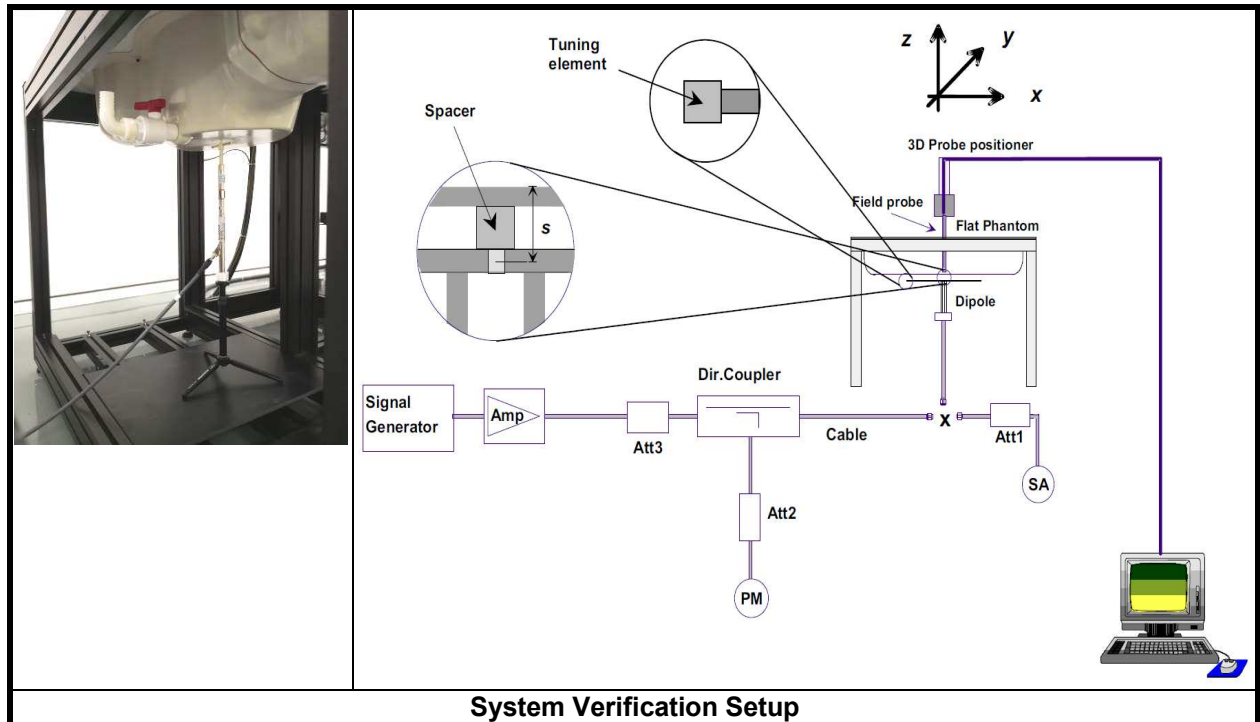 Tuning
element
Spacer
s
z
y
x
3D Probe positioner
Field probe
Flat Phantom
Dipole
Dir.Coupler
Signal
Generator
Amp
Att3
Cable
x
Att1
SA
Att2
PM
System Verification Setup